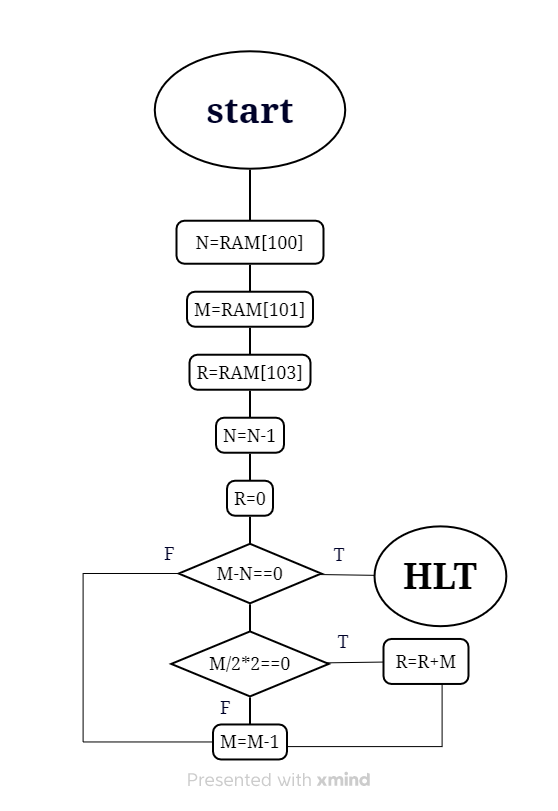 start
N=RAM[100]
M=RAM[101]
R=RAM[103]
N=N-1
R=0
F
M-N==0
T
HLT
M/2*2==0
T
R=R+M
F
M=M-1
Presented with xmind